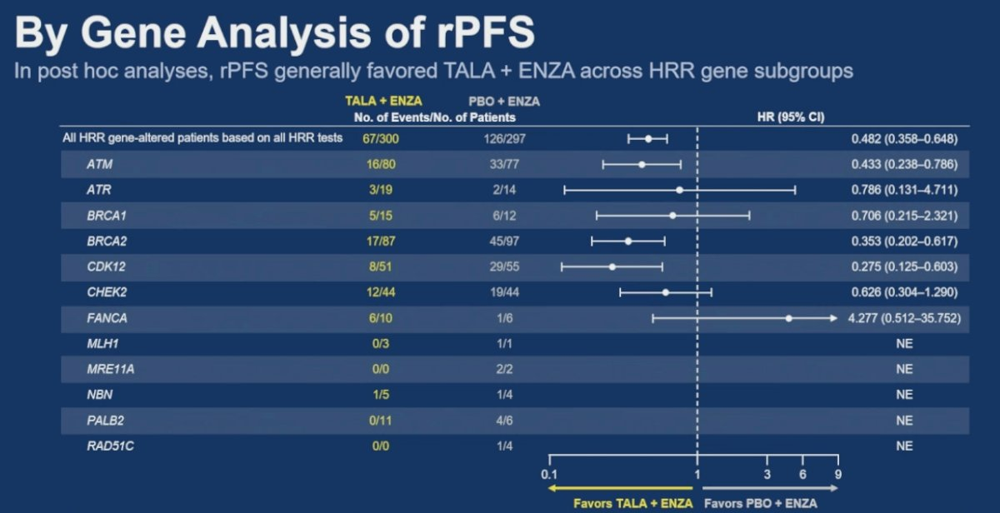 By Gene Analysis of rPFS
In post hoc analyses, rPFS generally favored TALA + ENZA across HRR gene subgroups
TALA + ENZA PBO + ENZA
No. of Events/No. of Patients HR (95% CI)
All HRR gene-altered patients based on all HRR tests 67/300 126/297 0.482 (0.358–0.648)
ATM 16/80 33/77 0.433 (0.238–0.786)
ATR 3/19 2/14 0.786 (0.131–4.711)
BRCA1 5/15 6/12 0.706 (0.215–2.321)
BRCA2 17/87 45/97 0.353 (0.202–0.617)
CDK12 8/51 29/55 0.275 (0.125–0.603)
CHEK2 12/44 19/44 0.626 (0.304–1.290)
FANCA 6/10 1/6 4.277 (0.512–35.752)
MLH1 0/3 1/1 NE
MRE11A 0/0 2/2 NE
NBN 1/5 1/4 NE
PALB2 0/11 4/6 NE
RAD51C 0/0 1/4 NE
0.1 1 3 6 9
Favors TALA + ENZA Favors PBO + ENZA